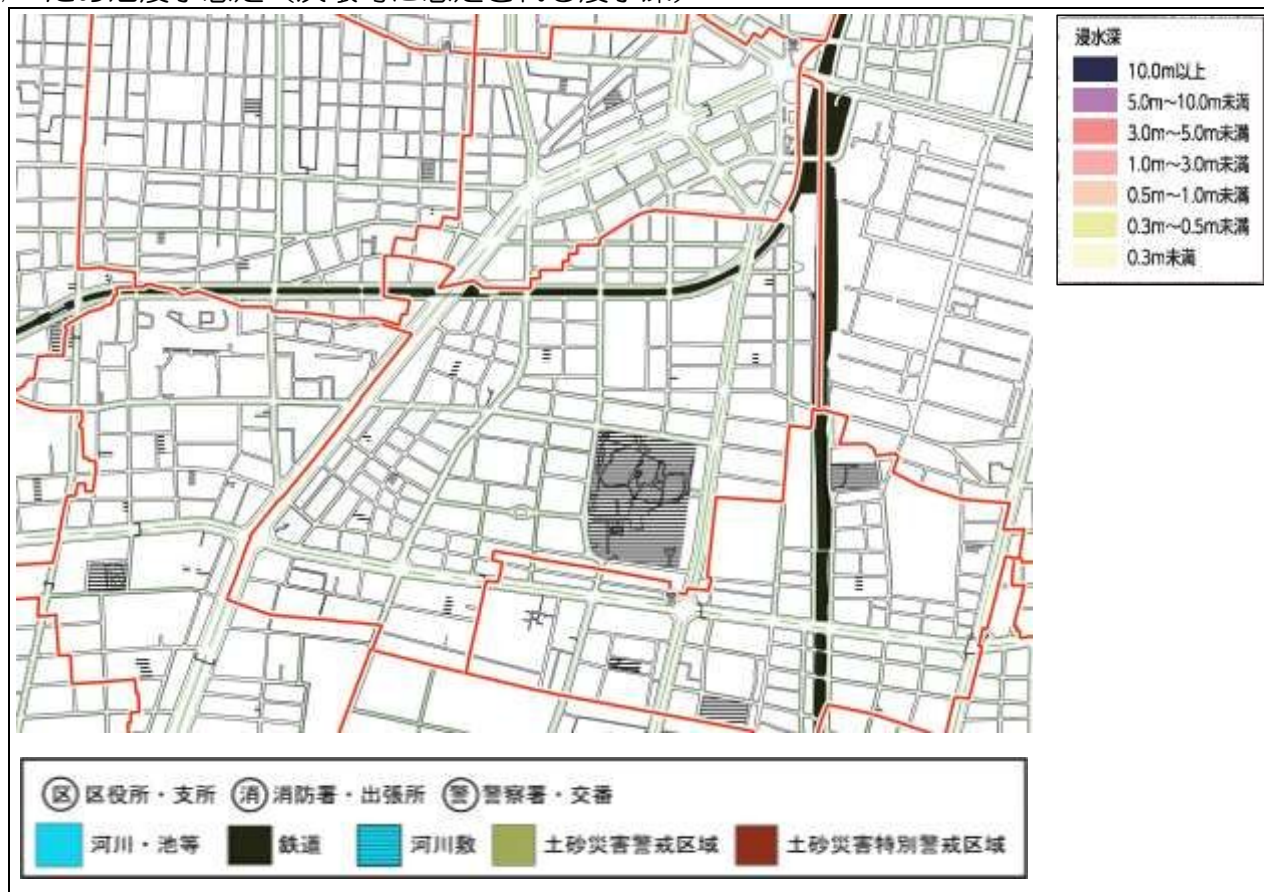 浸水深
10.0m以上
5.0m～10.0m未満
3.0m～5.0m未満
1.0m～3.0m未満
0.5m～1.0m未満
0.3m～0.5m未満
0.3m未満
区 区役所・支所 消 消防署・出張所 警 警察署・交番
河川・池等 鉄道 河川敷 土砂災害警戒区域 土砂災害特別警戒区域